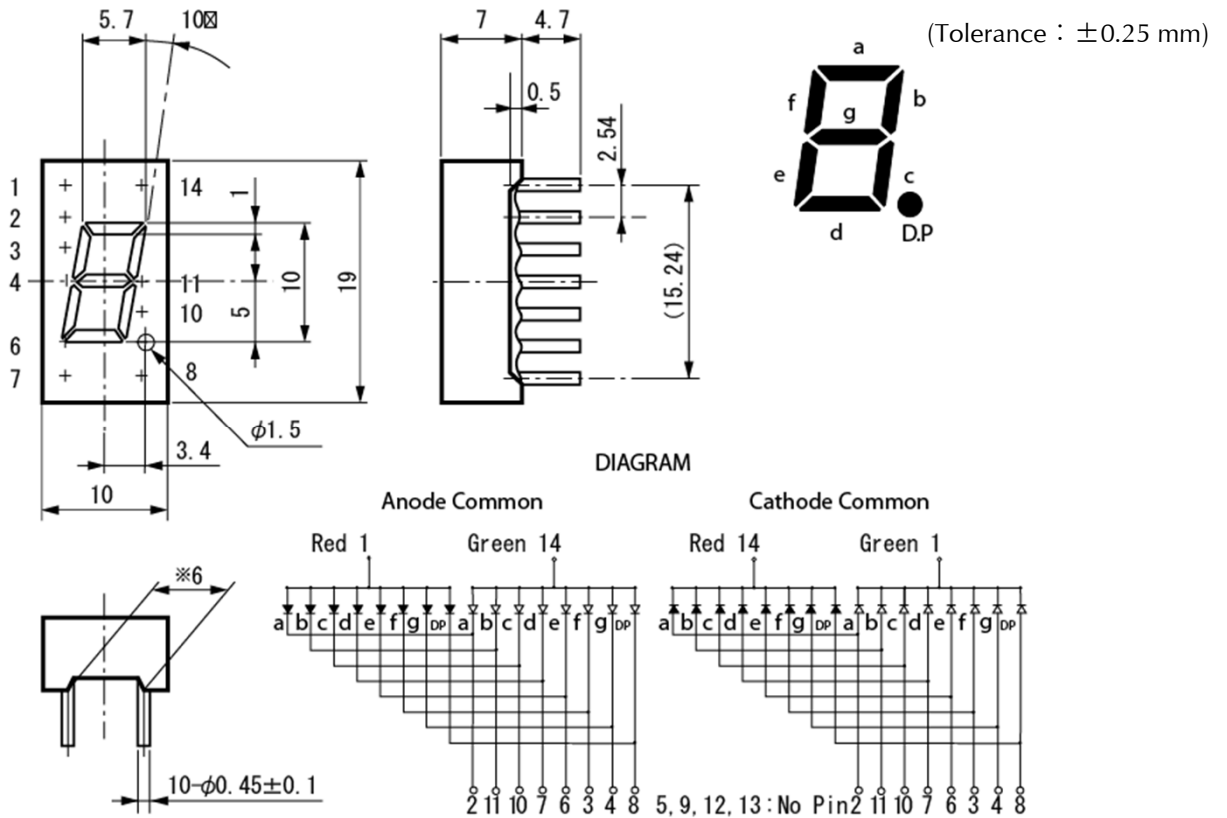 5.7
10
7
4.7
(Tolerance : ±0.25 mm)
a
f
b
g
e
c
d
D.P
0.5
2.54
(15.24)
1
2
3
4
6
7
14
11
10
8
1
5
10
19
φ1.5
3.4
10
DIAGRAM
Anode Common
Cathode Common
Red 1
Green 14
Red 14
Green 1
a b c d e f g DP a b c d e f g DP
a b c d e f g DP a b c d e f g DP
※6
10-φ0.45±0.1
2 11 10 7 6 3 4 8
5, 9, 12, 13:No Pin
2 11 10 7 6 3 4 8